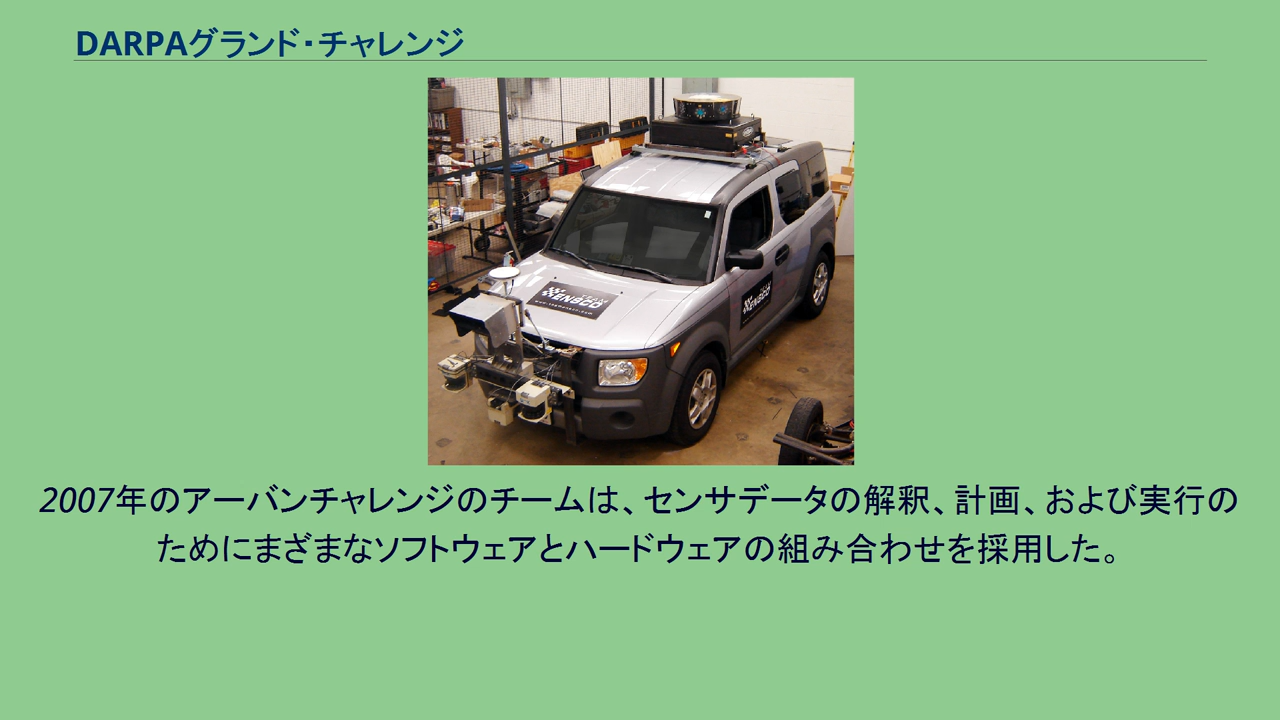 DARPAグランド・チャレンジ
ENSCO
ENSCO
2007年のアーバンチャレンジのチームは、センサデータの解釈、計画、および実行の
ためにまざまなソフトウェアとハードウェアの組み合わせを採用した。